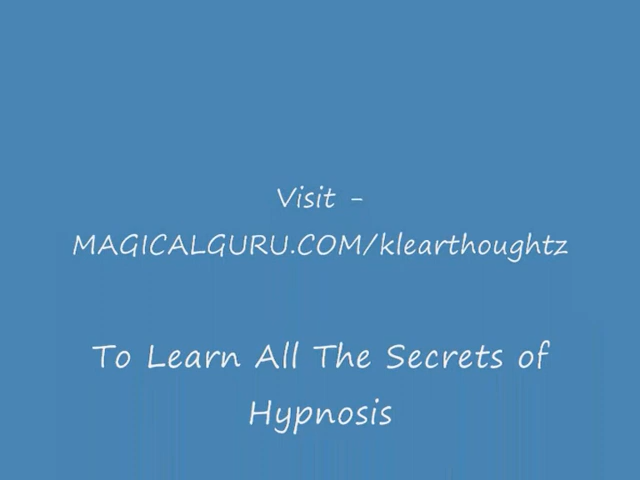 Visit -
MAGICALGURU.COM/klearthoughtz
To Learn All The Secrets of
Hypnosis